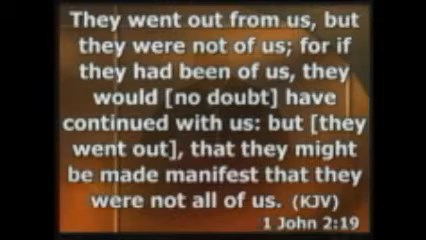 They went out from us, but
they were not of us; for if
they had been of us, they
would [no doubt] have
continued with us: but [they
went out], that they might
be made manifest that they
were not all of us. (KJV)
1 John 2:19